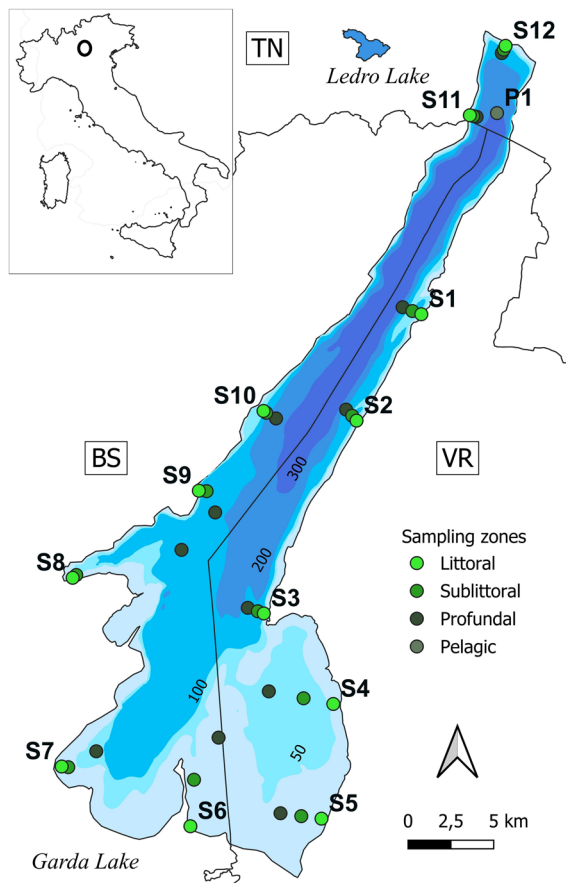 TN
Ledro Lake
S12
S11
P1
S1
S10
S2
BS
VR
300
S9
Sampling zones
Littoral
Sublittoral
Profundal
Pelagic
S8
200
S3
100
S4
50
S7
S6
S5
0 2,5 5 km
Garda Lake